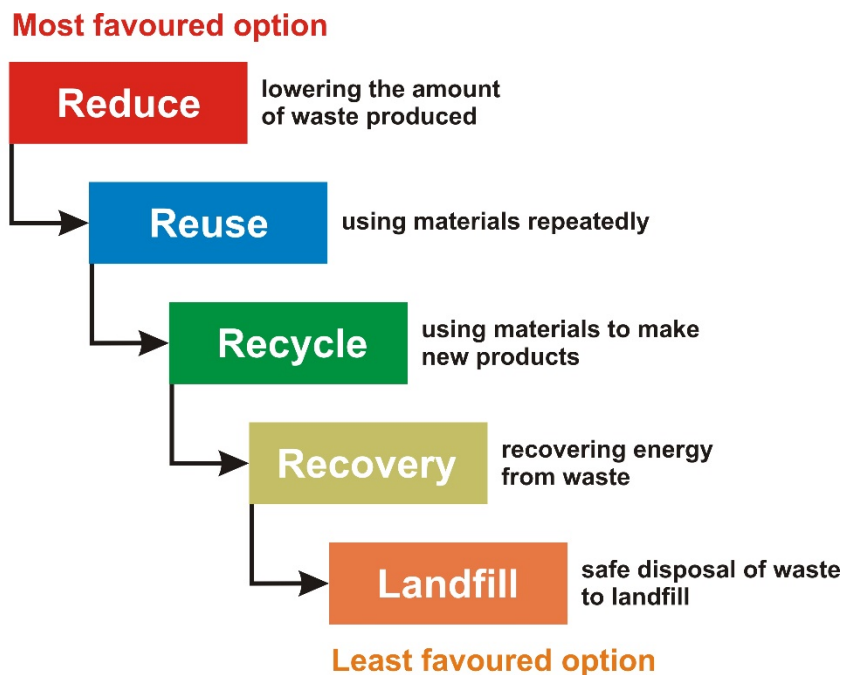 Most favoured option
Reduce
lowering the amount
of waste produced
Reuse
using materials repeatedly
Recycle
using materials to make
new products
Recovery
recovering energy
from waste
Landfill
safe disposal of waste
to landfill
Least favoured option